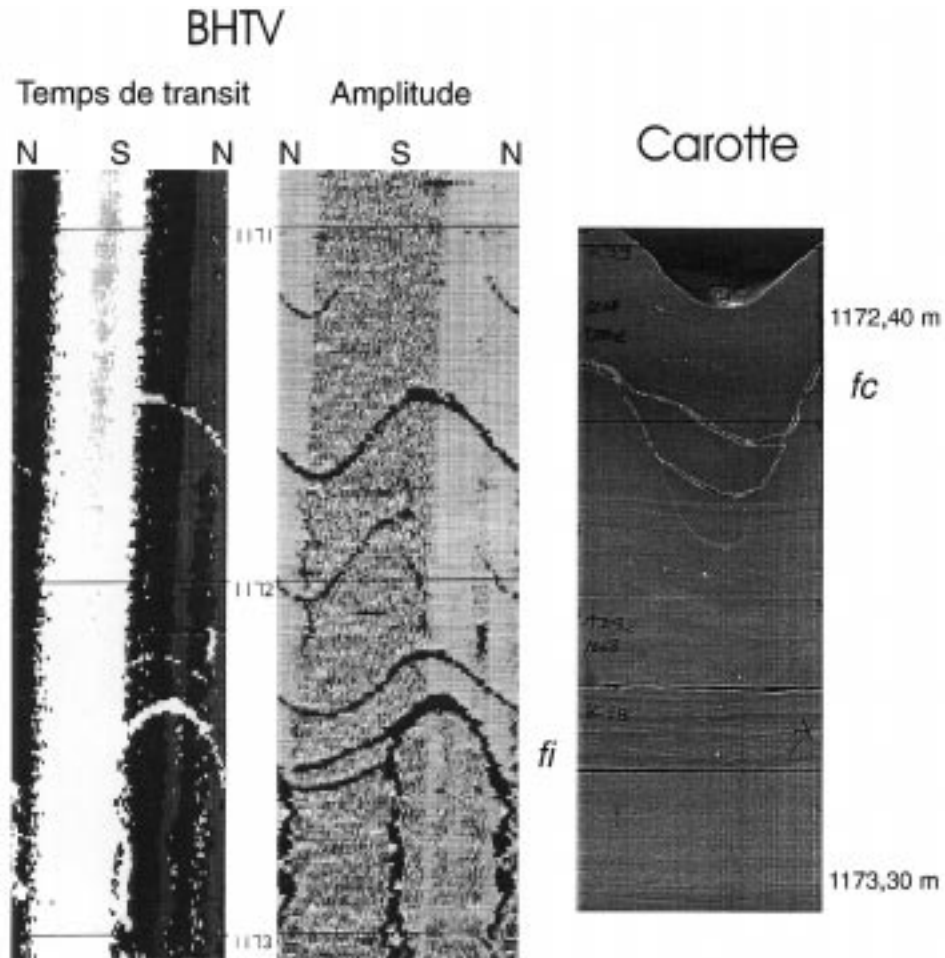 BHTV
Temps de transit
Amplitude
N S N
N S N
Carotte
1171
1172,40 m
fc
1172
fi
1173,30 m
1173